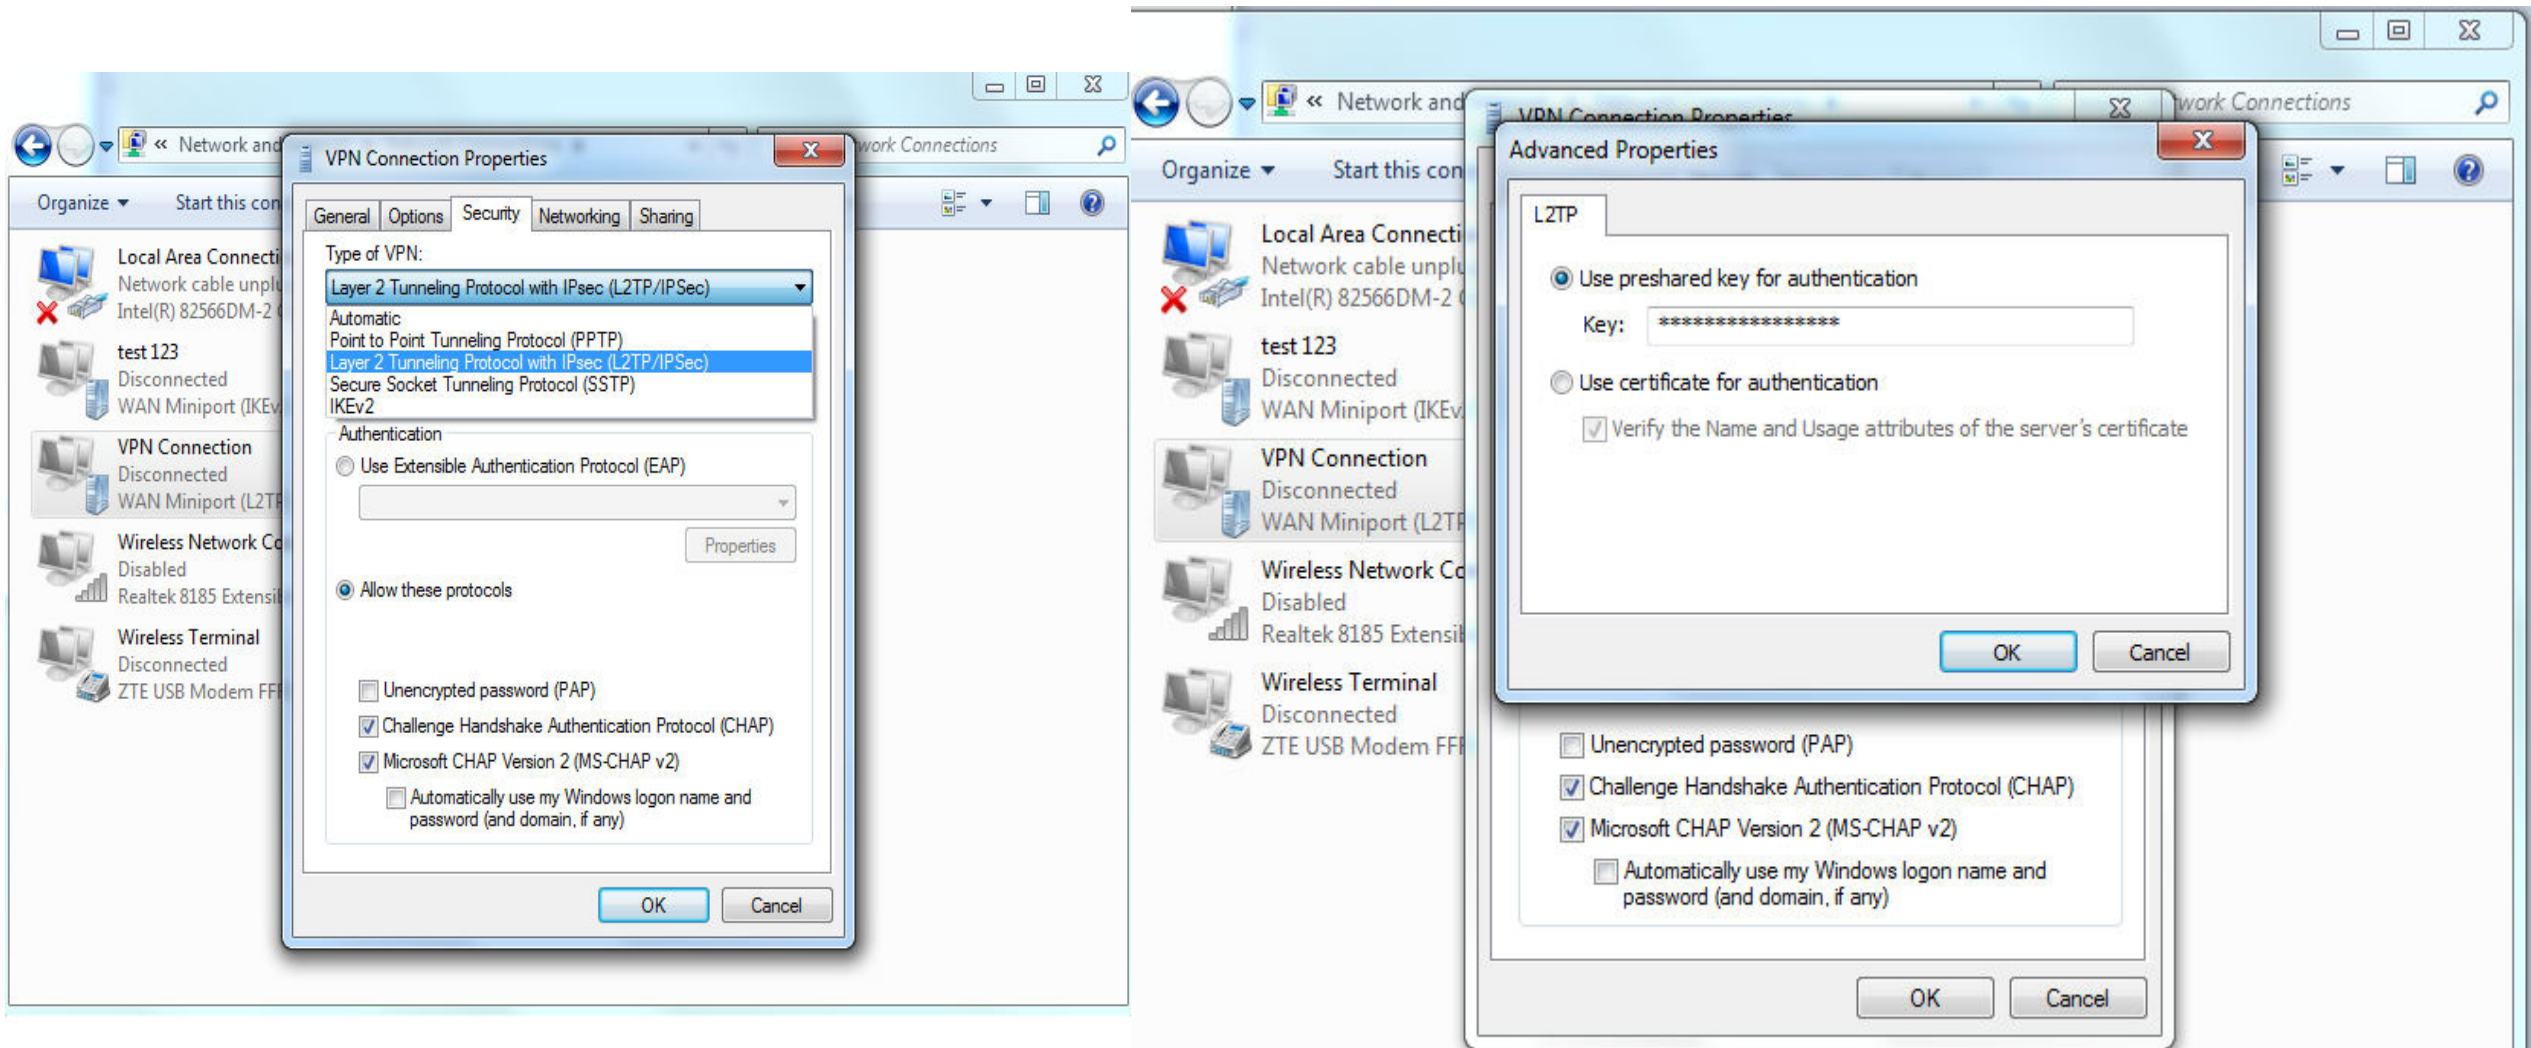 « Network and
work Connections
Organize
Start this con
Local Area Connecti
Network cable unplu
Intel(R) 82566DM-2
test 123
Disconnected
WAN Miniport (IKEv
VPN Connection
Disconnected
WAN Miniport (L2TP
Wireless Network Co
Disabled
Realtek 8185 Extensi
Wireless Terminal
Disconnected
ZTE USB Modem FFF
VPN Connection Properties
General Options Security Networking Sharing
Type of VPN:
Layer 2 Tunneling Protocol with IPsec (L2TP/IPSec)
Automatic
Point to Point Tunneling Protocol (PPTP)
Layer 2 Tunneling Protocol with IPsec (L2TP/IPSec)
Secure Socket Tunneling Protocol (SSTP)
IKEv2
Authentication
Use Extensible Authentication Protocol (EAP)
Properties
Allow these protocols
Unencrypted password (PAP)
Challenge Handshake Authentication Protocol (CHAP)
Microsoft CHAP Version 2 (MS-CHAP v2)
Automatically use my Windows logon name and
password (and domain, if any)
OK Cancel
« Network and
work Connections
Organize
Start this con
Local Area Connecti
Network cable unplu
Intel(R) 82566DM-2
test 123
Disconnected
WAN Miniport (IKEv
VPN Connection
Disconnected
WAN Miniport (L2TP
Wireless Network Co
Disabled
Realtek 8185 Extensi
Wireless Terminal
Disconnected
ZTE USB Modem FFF
VPN Connection Properties
Advanced Properties
L2TP
Use preshared key for authentication
Key: ****************
Use certificate for authentication
Verify the Name and Usage attributes of the server's certificate
OK Cancel
Unencrypted password (PAP)
Challenge Handshake Authentication Protocol (CHAP)
Microsoft CHAP Version 2 (MS-CHAP v2)
Automatically use my Windows logon name and
password (and domain, if any)
OK Cancel